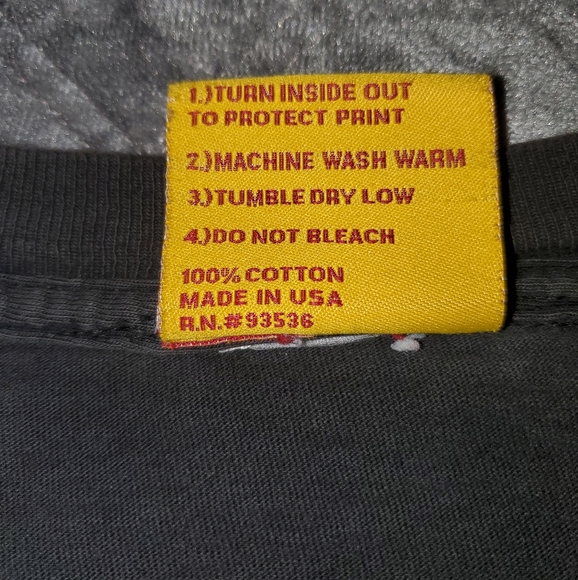 1.)TURN INSIDE OUT
TO PROTECT PRINT
2.)MACHINE WASH WARM
3.)TUMBLE DRY LOW
4.)DO NOT BLEACH
100% COTTON
MADE IN USA
R.N.#93536